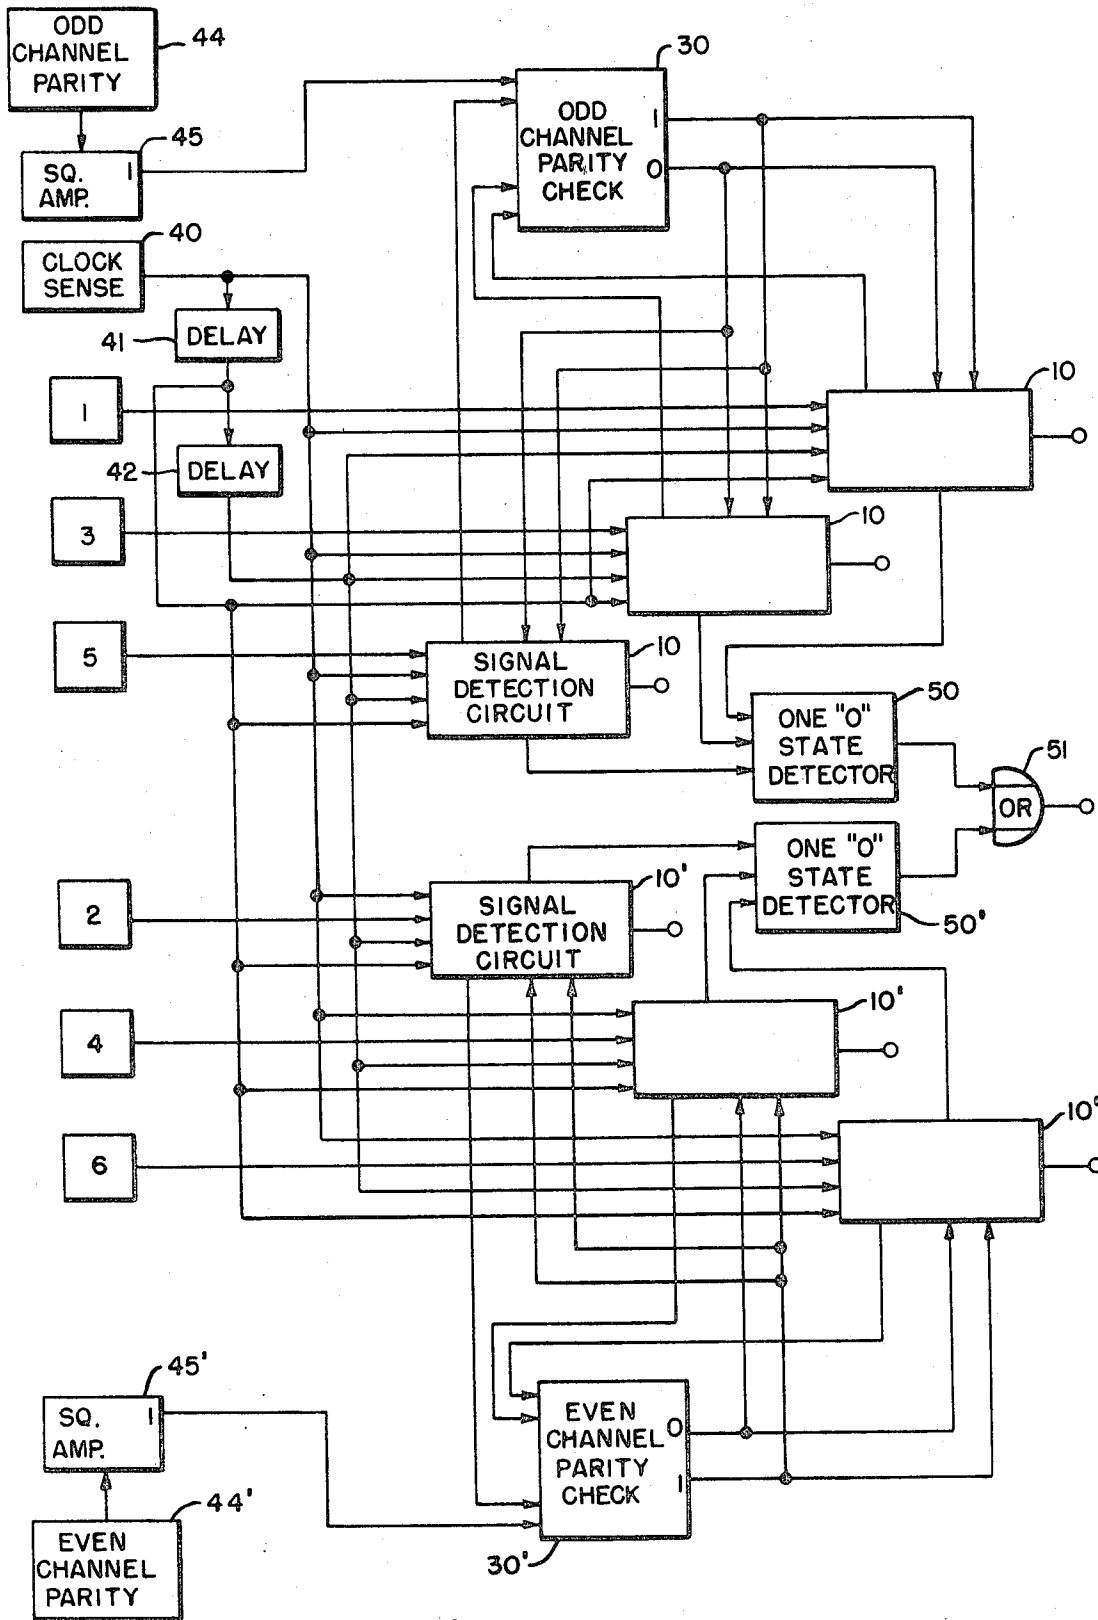 ODD
CHANNEL
PARITY
44
SQ.
AMP.
1
45
CLOCK
SENSE
40
DELAY
41
DELAY
42
ODD
CHANNEL
PARITY
CHECK
1
0
30
1
10
3
10
5
SIGNAL
DETECTION
CIRCUIT
10
ONE "O"
STATE
DETECTOR
50
OR
51
ONE "O"
STATE
DETECTOR
50'
2
SIGNAL
DETECTION
CIRCUIT
10'
4
10'
6
10'
SQ.
AMP.
1
45'
EVEN
CHANNEL
PARITY
CHECK
0
1
30'
EVEN
CHANNEL
PARITY
44'